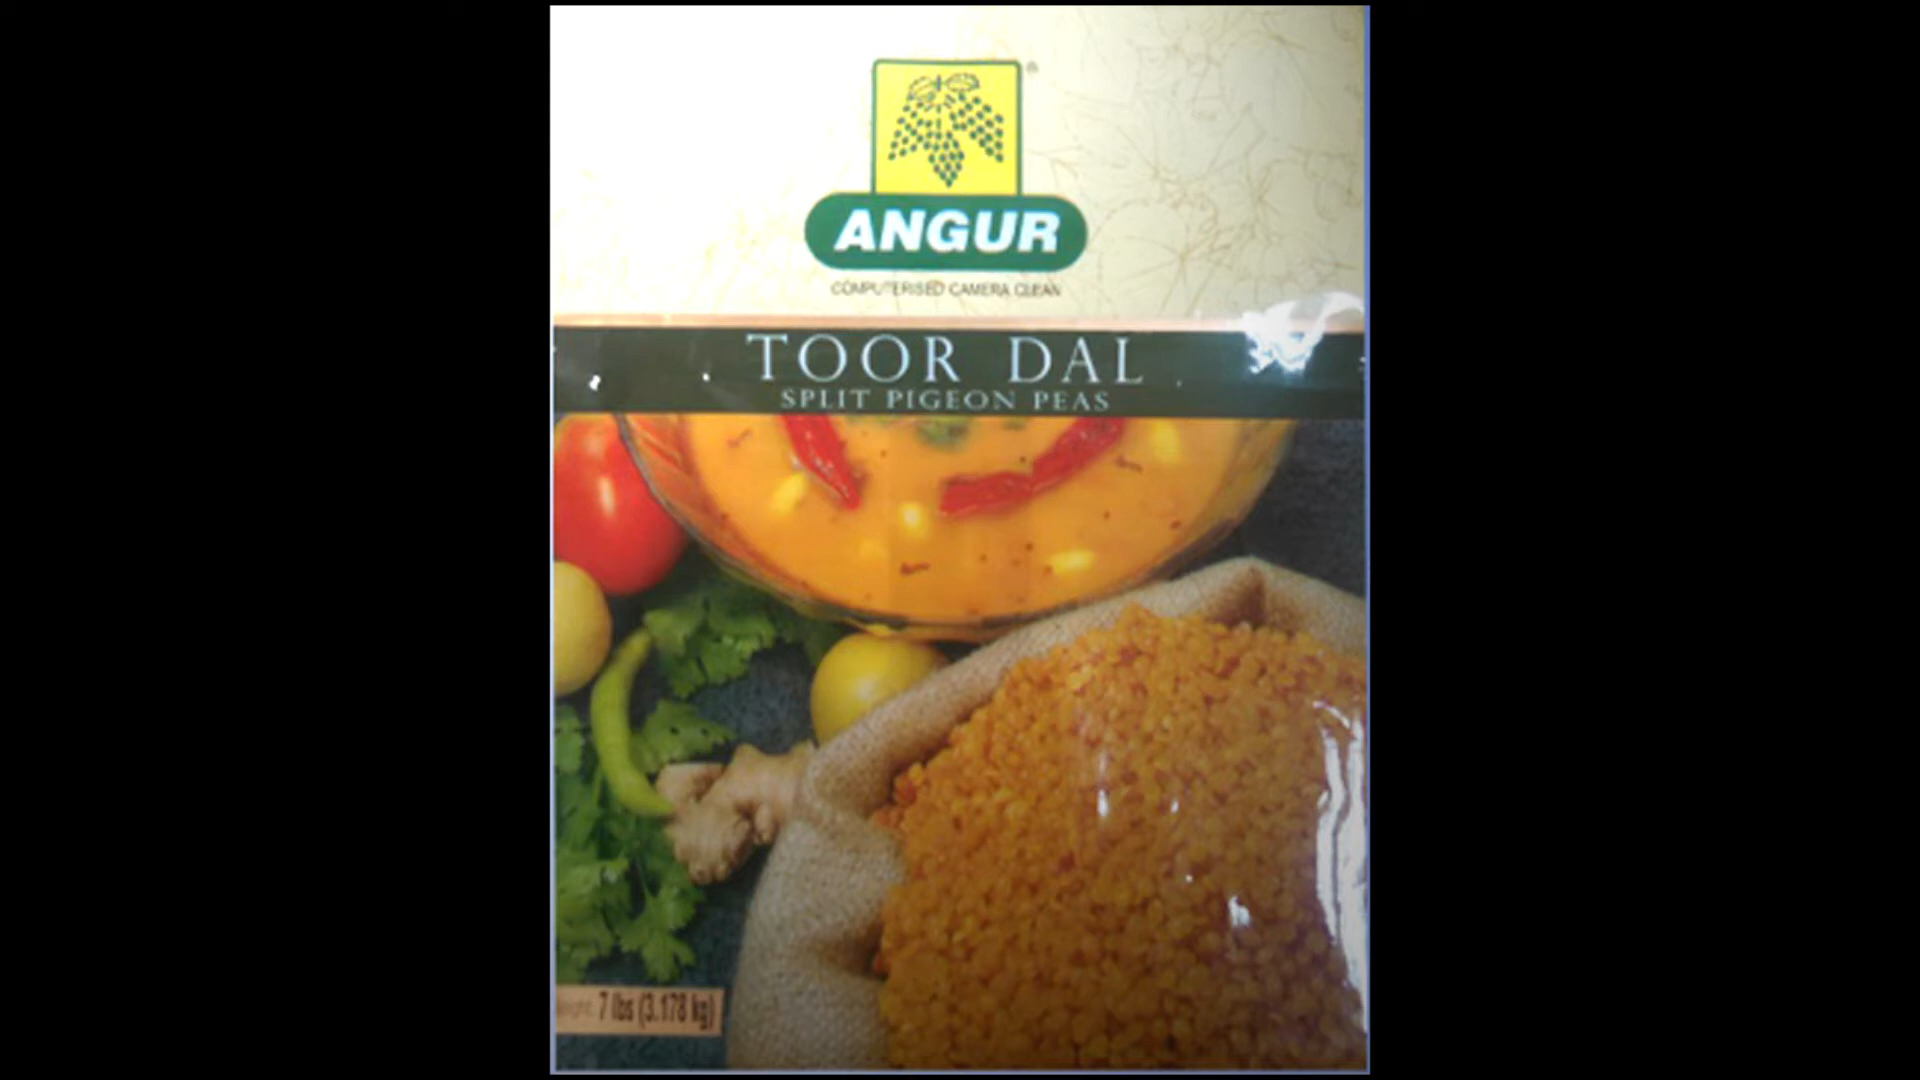 ANGUR
COMPUTERISED CAMERA CLEAN
TOOR DAL
SPLIT PIGEON PEAS
7 lbs (3.178 kg)